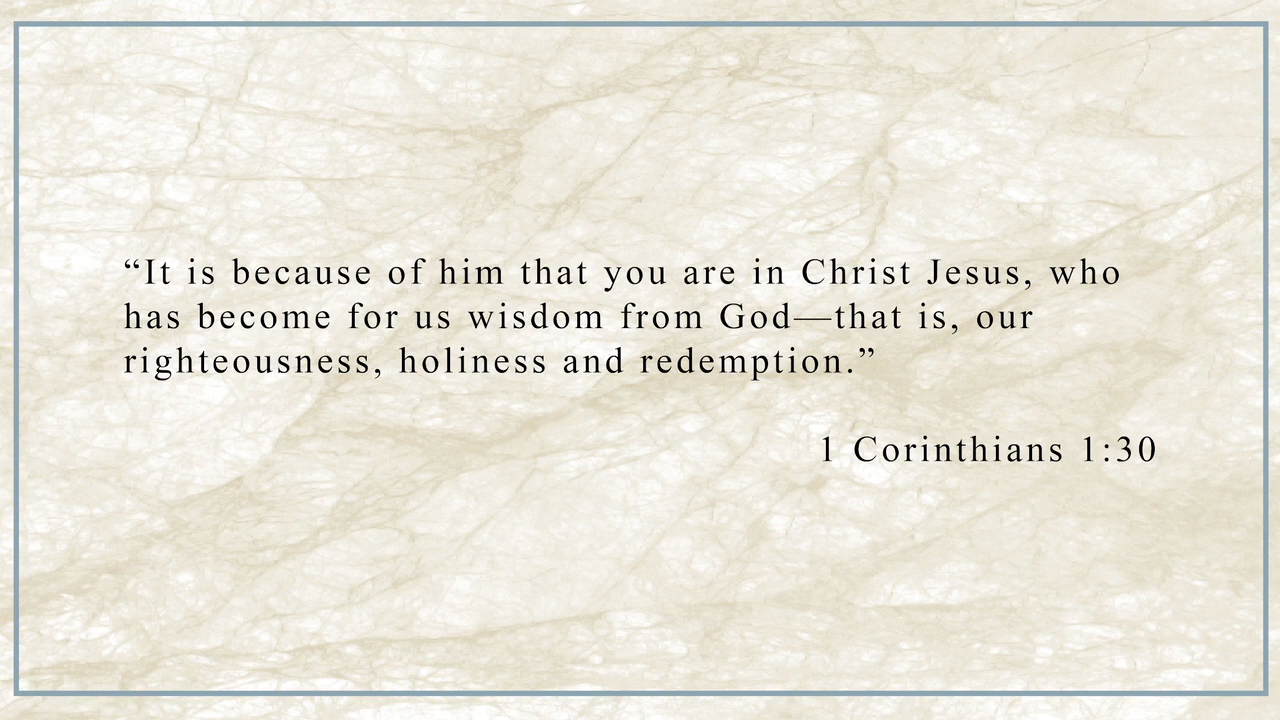 “It is because of him that you are in Christ Jesus, who
has become for us wisdom from God—that is, our
righteousness, holiness and redemption.”
1 Corinthians 1:30